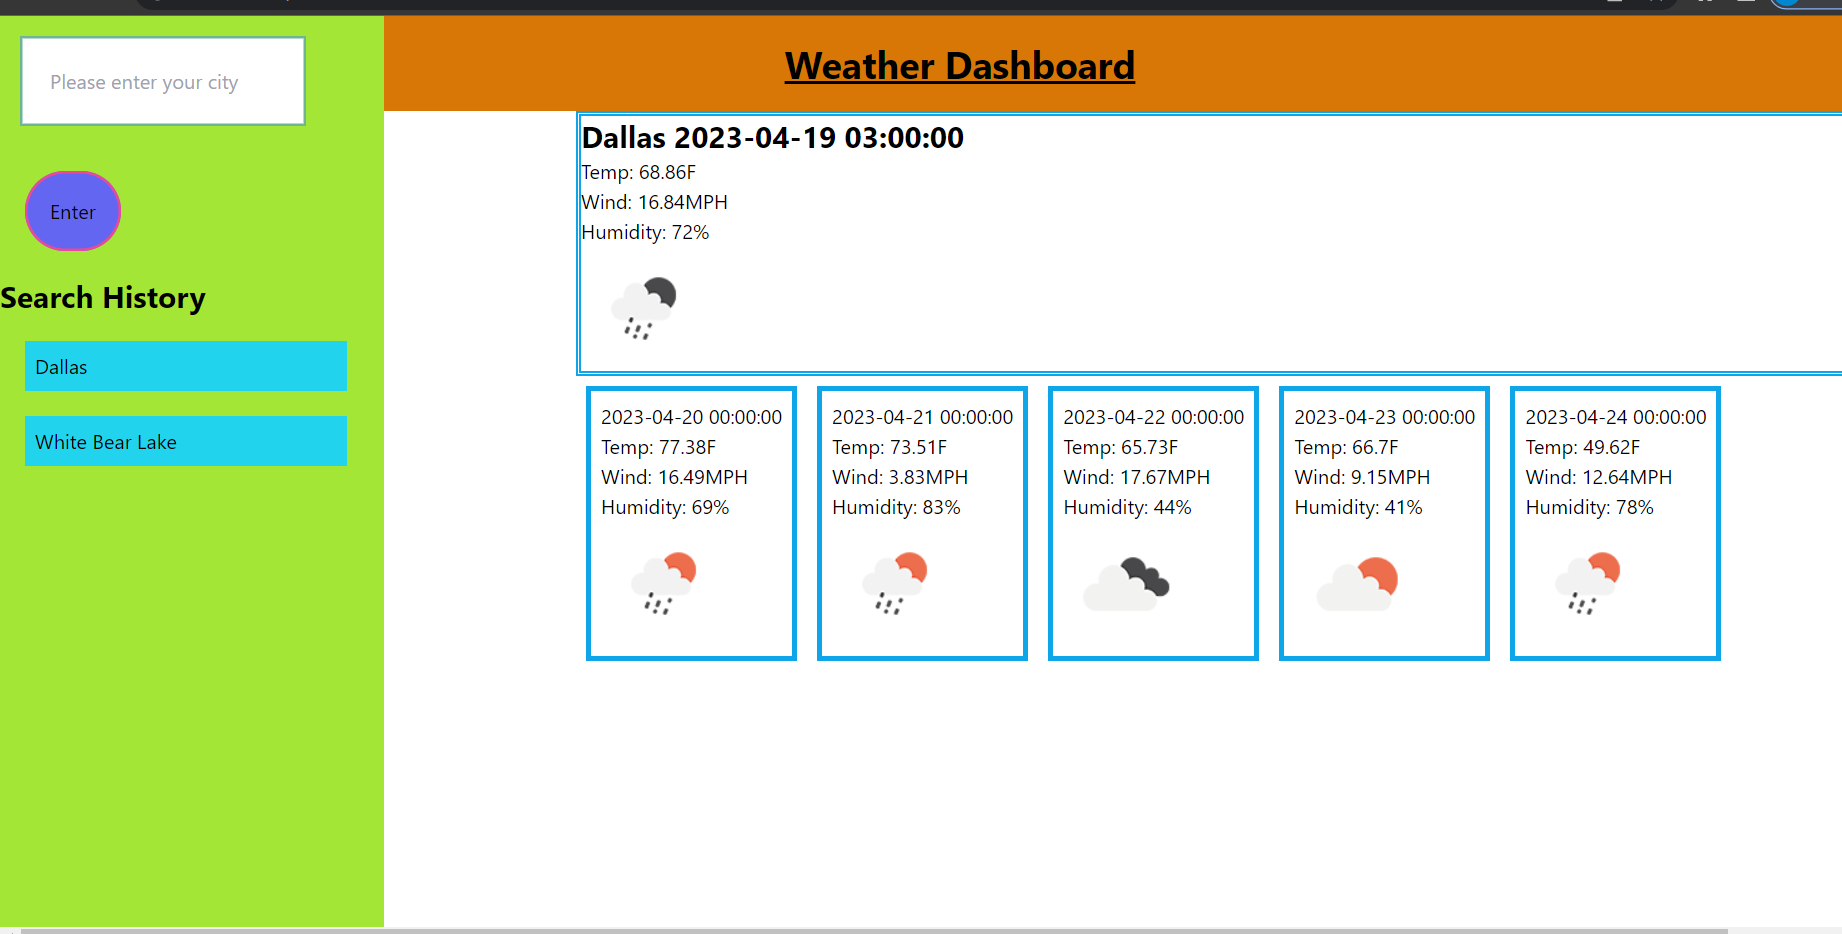 Weather Dashboard
Please enter your city
Enter
Search History
Dallas
White Bear Lake
Dallas 2023-04-19 03:00:00
Temp: 68.86F
Wind: 16.84MPH
Humidity: 72%
2023-04-20 00:00:00
Temp: 77.38F
Wind: 16.49MPH
Humidity: 69%
2023-04-21 00:00:00
Temp: 73.51F
Wind: 3.83MPH
Humidity: 83%
2023-04-22 00:00:00
Temp: 65.73F
Wind: 17.67MPH
Humidity: 44%
2023-04-23 00:00:00
Temp: 66.7F
Wind: 9.15MPH
Humidity: 41%
2023-04-24 00:00:00
Temp: 49.62F
Wind: 12.64MPH
Humidity: 78%